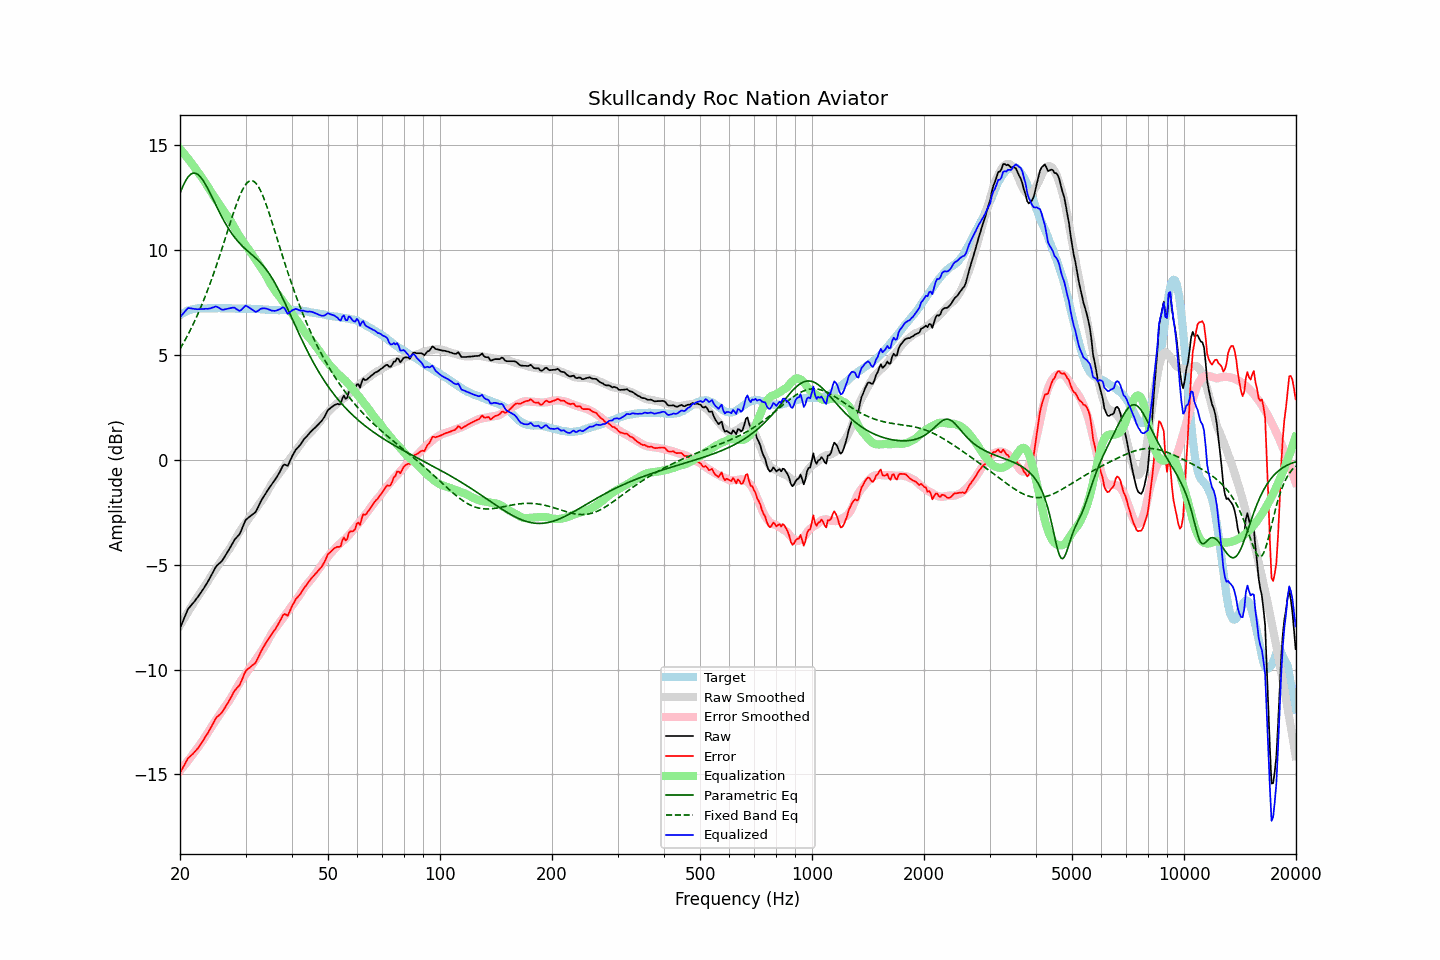 Skullcandy Roc Nation Aviator
Amplitude (dBr)
15
10
5
0
−5
−10
−15
20
50
100
200
500
1000
2000
5000
10000
20000
Frequency (Hz)
Target
Raw Smoothed
Error Smoothed
Raw
Error
Equalization
Parametric Eq
Fixed Band Eq
Equalized